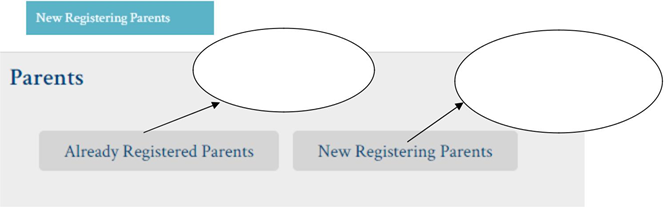 New Registering Parents
Parents
Already Registered Parents
New Registering Parents